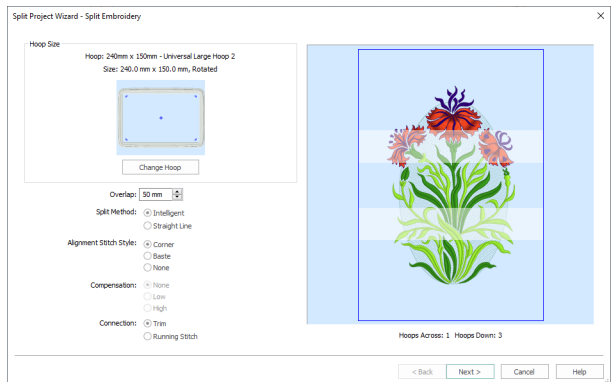 Split Project Wizard - Split Embroidery
Hoop Size
Hoop: 240mm x 150mm - Universal Large Hoop 2
Size: 240.0 mm x 150.0 mm, Rotated
Change Hoop
Overlap: 50 mm
Split Method: Intelligent
Straight Line
Alignment Stitch Style: Corner
Baste
None
Compensation: None
Low
High
Connection: Trim
Running Stitch
Hoops Across: 1 Hoops Down: 3
< Back Next > Cancel Help